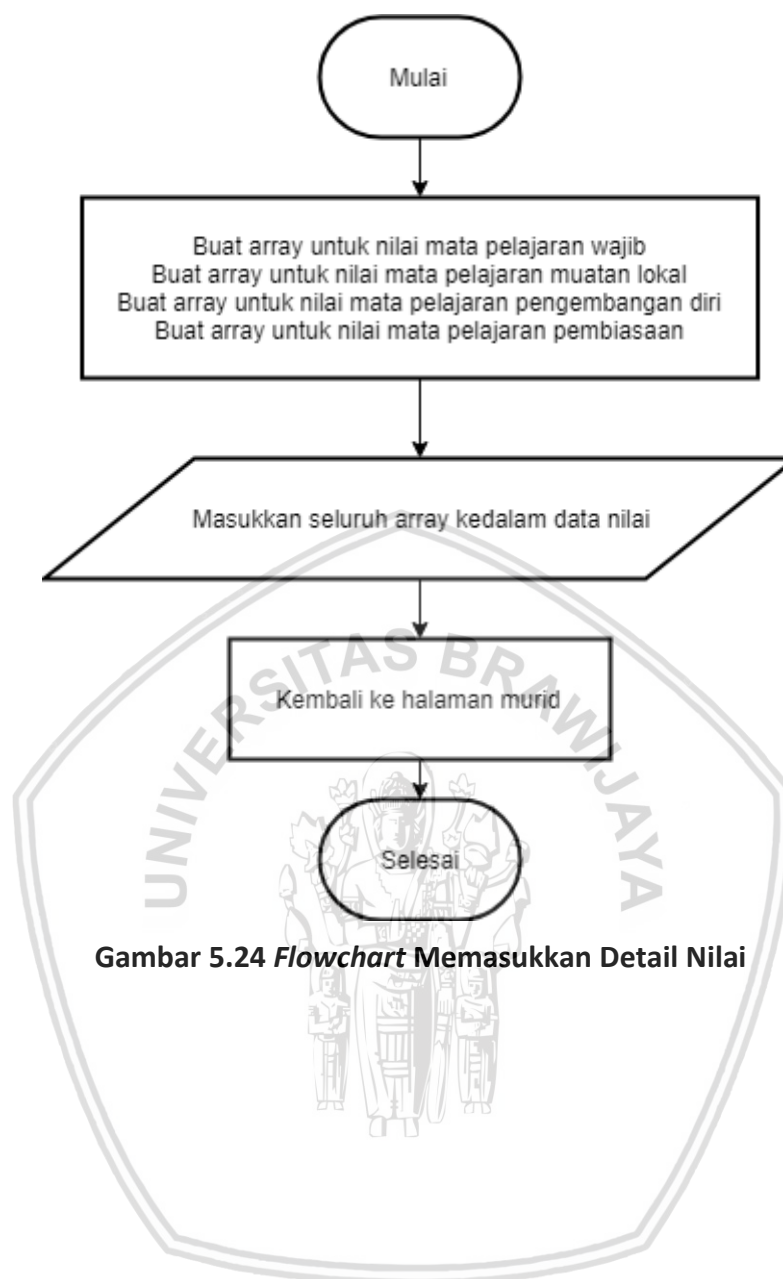 Mulai
Buat array untuk nilai mata pelajaran wajib
Buat array untuk nilai mata pelajaran muatan lokal
Buat array untuk nilai mata pelajaran pengembangan diri
Buat array untuk nilai mata pelajaran pembiasaan
Masukkan seluruh array kedalam data nilai
Kembali ke halaman murid
UNIVERSITAS BRAWIJAYA
Selesai
Gambar 5.24 Flowchart Memasukkan Detail Nilai